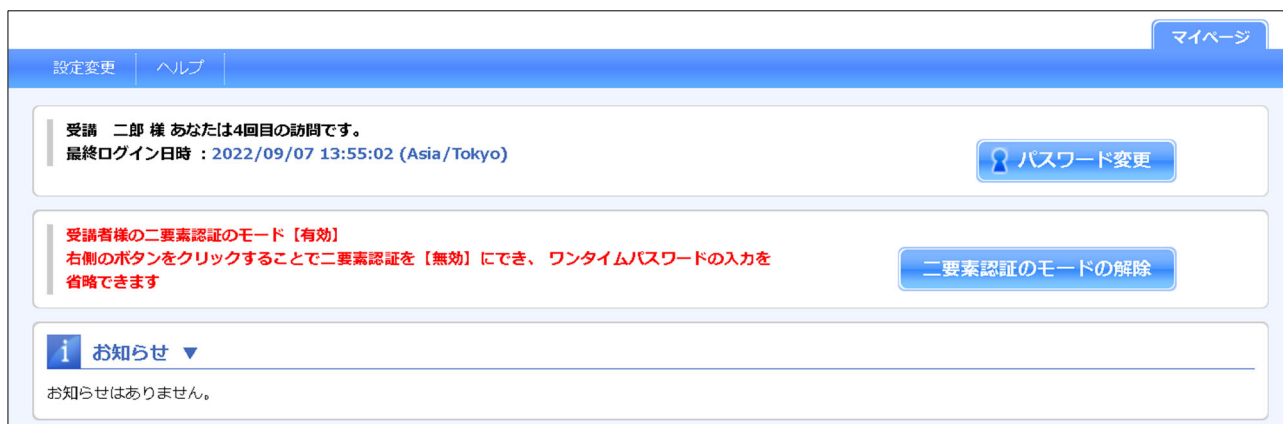 マイページ
設定変更 ヘルプ
受講 二郎 様 あなたは4回目の訪問です。
最終ログイン日時 : 2022/09/07 13:55:02 (Asia/Tokyo)
パスワード変更
受講者様の二要素認証のモード【有効】
右側のボタンをクリックすることで二要素認証を【無効】にでき、 ワンタイムパスワードの入力を
省略できます
二要素認証のモードの解除
i お知らせ ▼
お知らせはありません。